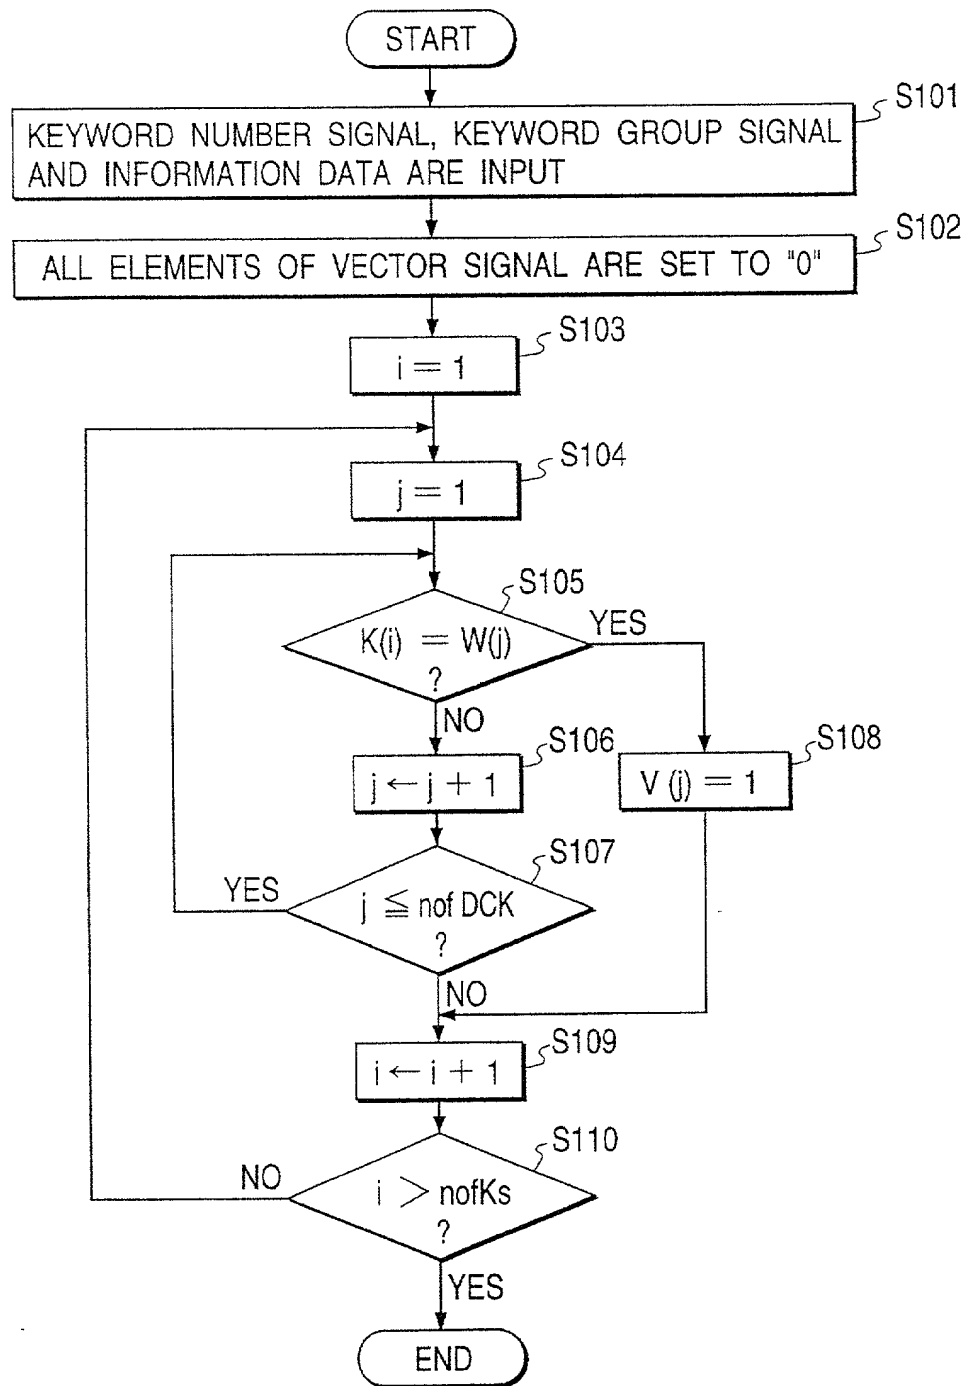 START
S101
KEYWORD NUMBER SIGNAL, KEYWORD GROUP SIGNAL
AND INFORMATION DATA ARE INPUT
S102
ALL ELEMENTS OF VECTOR SIGNAL ARE SET TO "0"
S103
i = 1
S104
j = 1
S105
K(i) = W(j)
?
YES
NO
S106
j ← j + 1
S108
V (j) = 1
S107
YES
j ≦ nof DCK
?
NO
S109
i ← i + 1
S110
NO
i > nofKs
?
YES
END